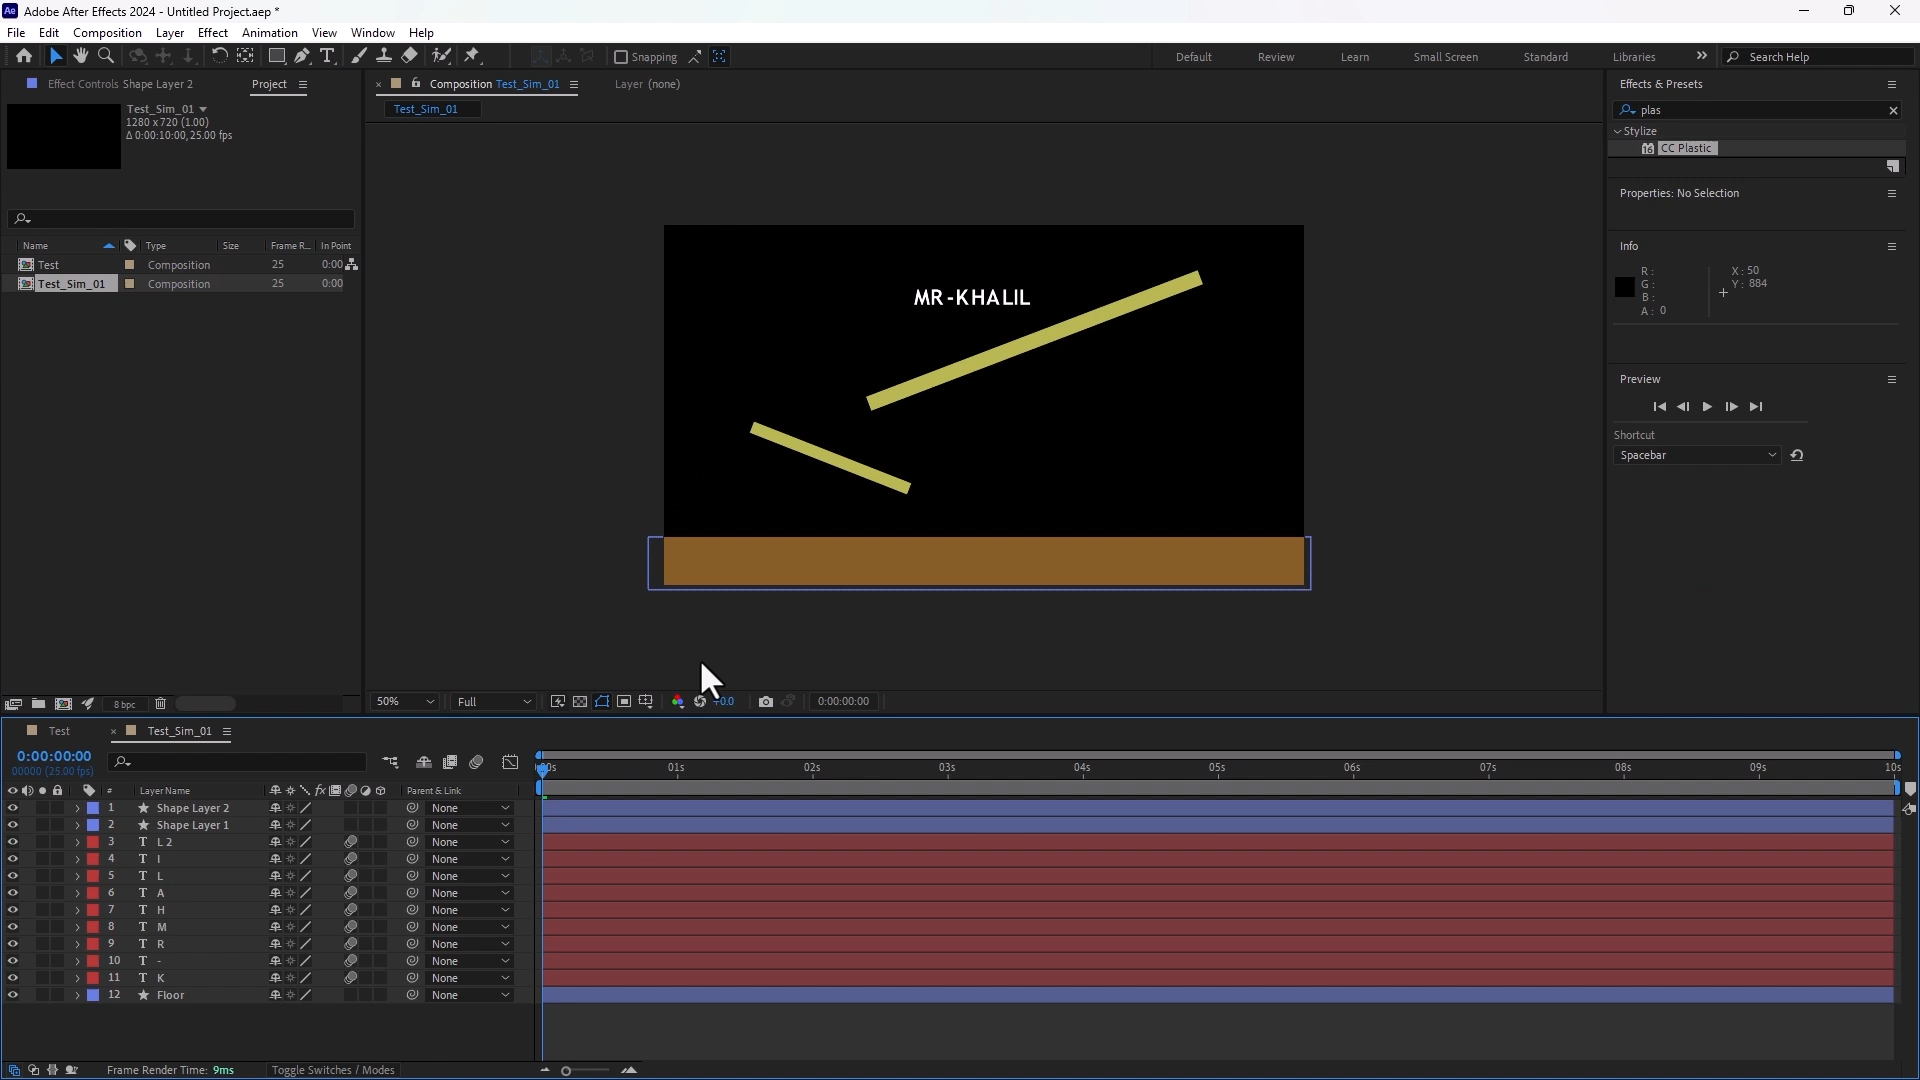 Ae Adobe After Effects 2024 - Untitled Project.aep *
File Edit Composition Layer Effect Animation View Window Help
Snapping Default Review Learn Small Screen Standard Libraries Search Help
Effect Controls Shape Layer 2 Project
Composition Test_Sim_01 Layer (none)
Effects & Presets
Test_Sim_01
1280 x 720 (1.00)
Δ 0:00:10:00, 25.00 fps
Test_Sim_01
plas
Stylize
16 CC Plastic
Properties: No Selection
Name Type Size Frame R... In Point
Test Composition 25 0:00
Test_Sim_01 Composition 25 0:00
MR-KHALIL
Info
R:
G:
B:
A: 0
X: 50
Y: 884
Preview
Shortcut
Spacebar
8 bpc
50% Full +0.0 0:00:00:00
Test Test_Sim_01
0:00:00:00
00000 (25.00 fps)
00s 01s 02s 03s 04s 05s 06s 07s 08s 09s 10s
# Layer Name fx Parent & Link
1 Shape Layer 2 None
2 Shape Layer 1 None
3 T L 2 None
4 T I None
5 T L None
6 T A None
7 T H None
8 T M None
9 T R None
10 T - None
11 T K None
12 Floor None
Frame Render Time: 9ms Toggle Switches / Modes